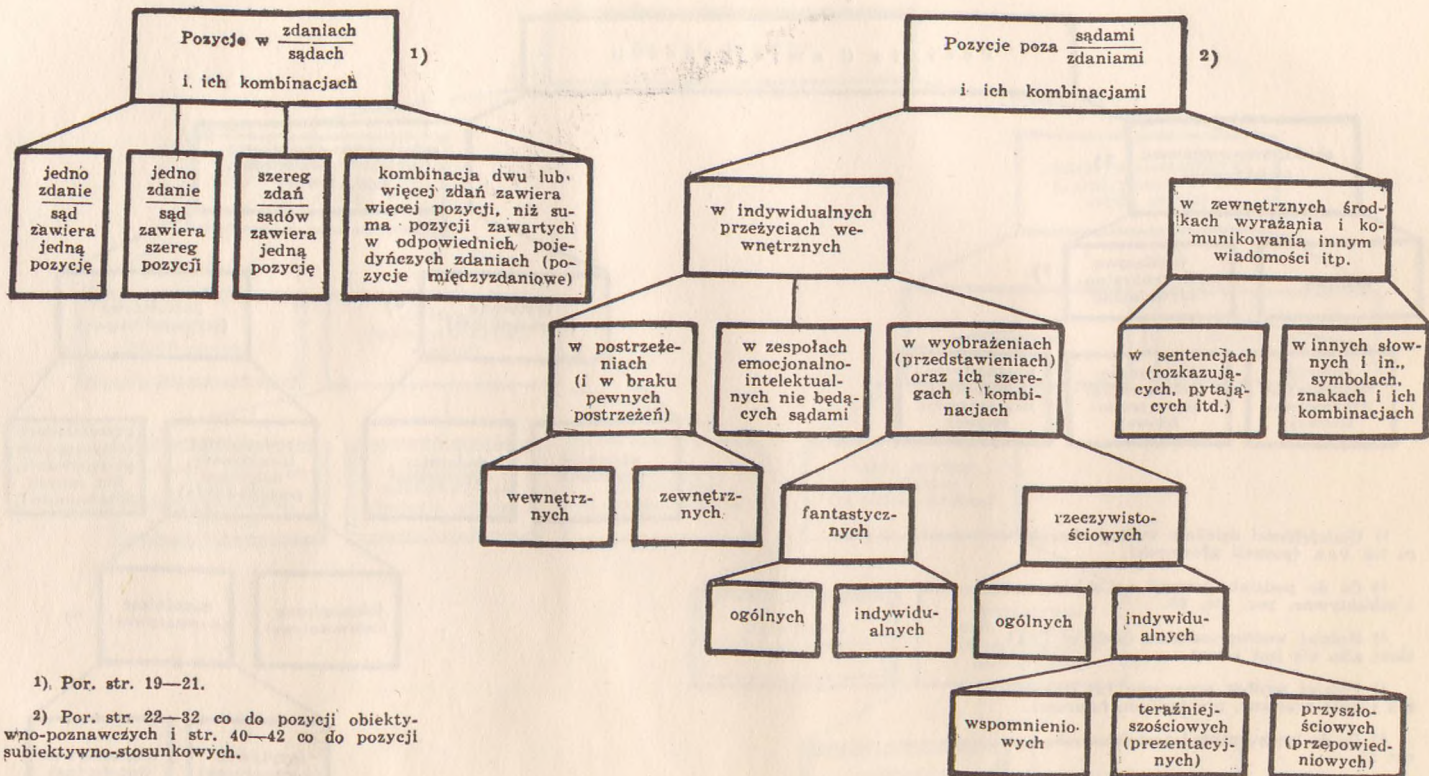 Pozycje w zdaniach
sądach
i ich kombinacjach
1)
jedno
zdanie
sąd
zawiera
jedną
pozycję
jedno
zdanie
sąd
zawiera
szereg
pozycji
szereg
zdań
sądów
zawiera
jedną
pozycję
kombinacja dwu lub
więcej zdań zawiera
więcej pozycji, niż su-
ma pozycji zawartych
w odpowiednich poje-
dyńczych zdaniach (po-
zycje międzyzdaniowe)
Pozycje poza sądami
zdaniami
i ich kombinacjami
2)
w indywidualnych
przeżyciach we-
wnętrznych
w zewnętrznych środ-
kach wyrażania i ko-
munikowania innym
wiadomości itp.
w postrzeże-
niach
(i w braku
pewnych
postrzeżeń)
w zespołach
emocjonalno-
intelektual-
nych nie będą-
cych sądami
w wyobrażeniach
(przedstawieniach)
oraz ich szere-
gach i kombi-
nacjach
w sentencjach
(rozkazują-
cych, pytają-
cych itd.)
w innych słow-
nych i in.,
symbolach,
znakach i ich
kombinacjach
wewnętrz-
nych
zewnętrz-
nych
fantastycz-
nych
rzeczywisto-
ściowych
ogólnych
indywidu-
alnych
ogólnych
indywidu-
alnych
wspomnienio-
wych
teraźniej-
szościowych
(prezentacyj-
nych)
przyszło-
ściowych
(przepowied-
niowych)
1) Por. str. 19—21.
2) Por. str. 22—32 co do pozycji obiekty-
wno-poznawczych i str. 40—42 co do pozycji
subiektywno-stosunkowych.